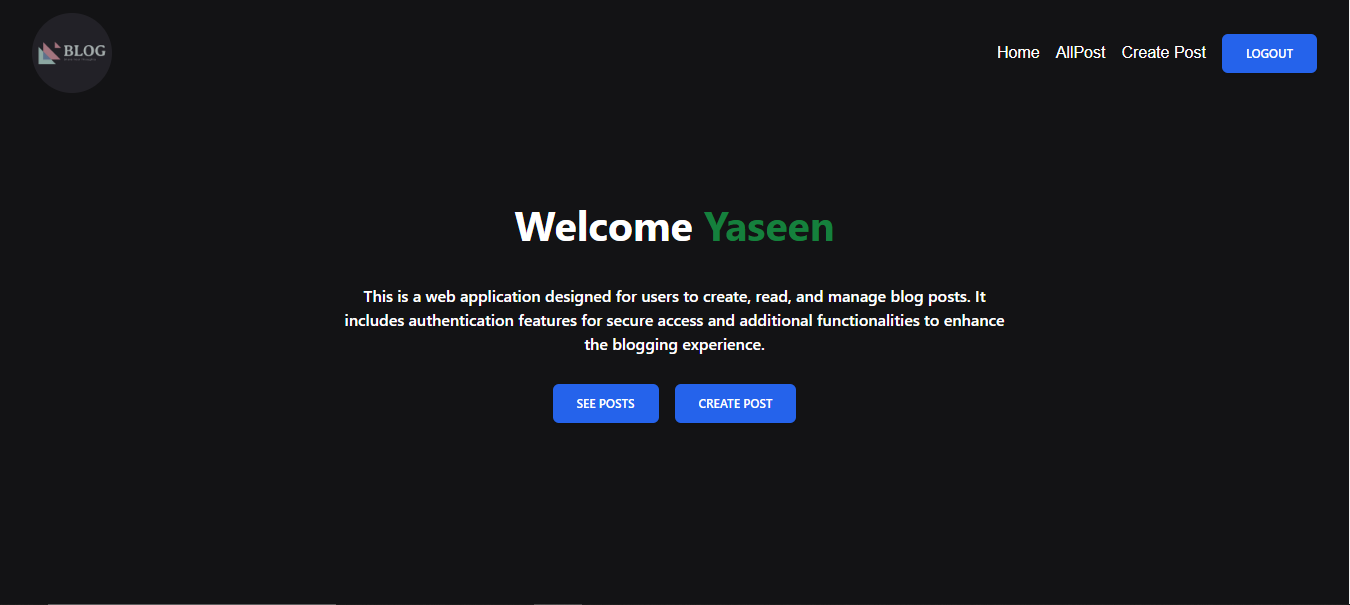 BLOG
Home AllPost Create Post LOGOUT
Welcome Yaseen
This is a web application designed for users to create, read, and manage blog posts. It
includes authentication features for secure access and additional functionalities to enhance
the blogging experience.
SEE POSTS CREATE POST